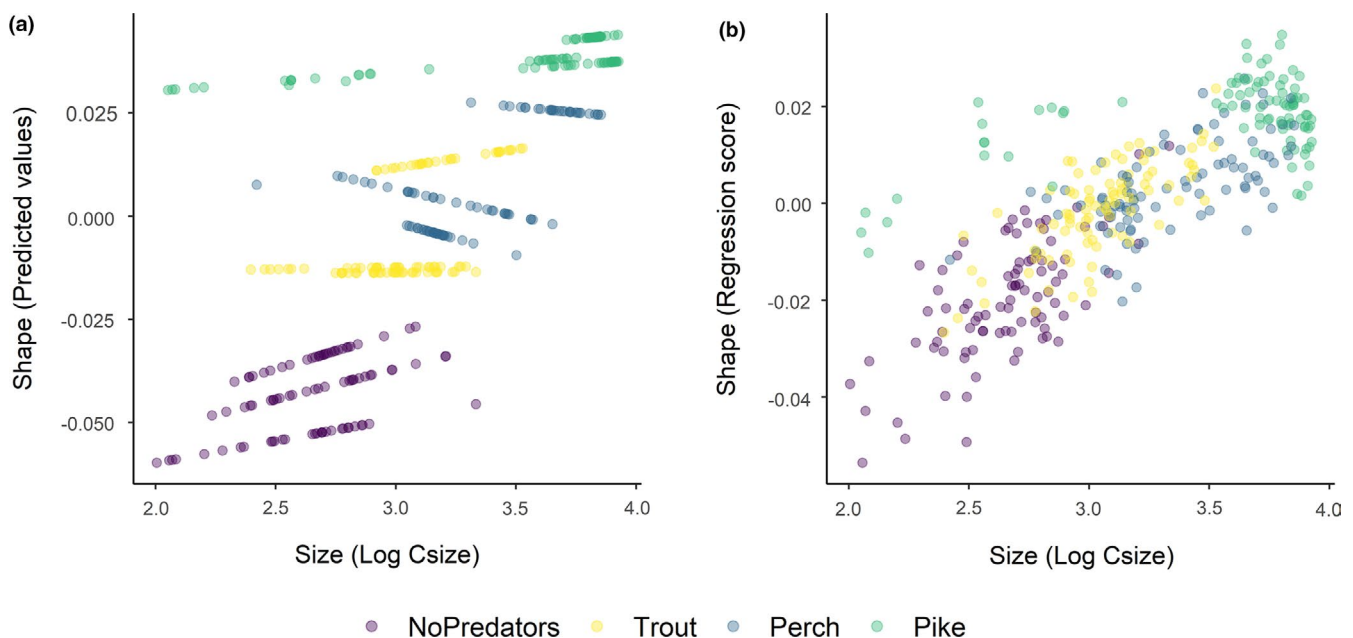 (a)
Shape (Predicted values)
0.025
0.000
-0.025
-0.050
2.0 2.5 3.0 3.5 4.0
Size (Log Csize)
(b)
Shape (Regression score)
0.02
0.00
-0.02
-0.04
2.0 2.5 3.0 3.5 4.0
Size (Log Csize)
NoPredators Trout Perch Pike